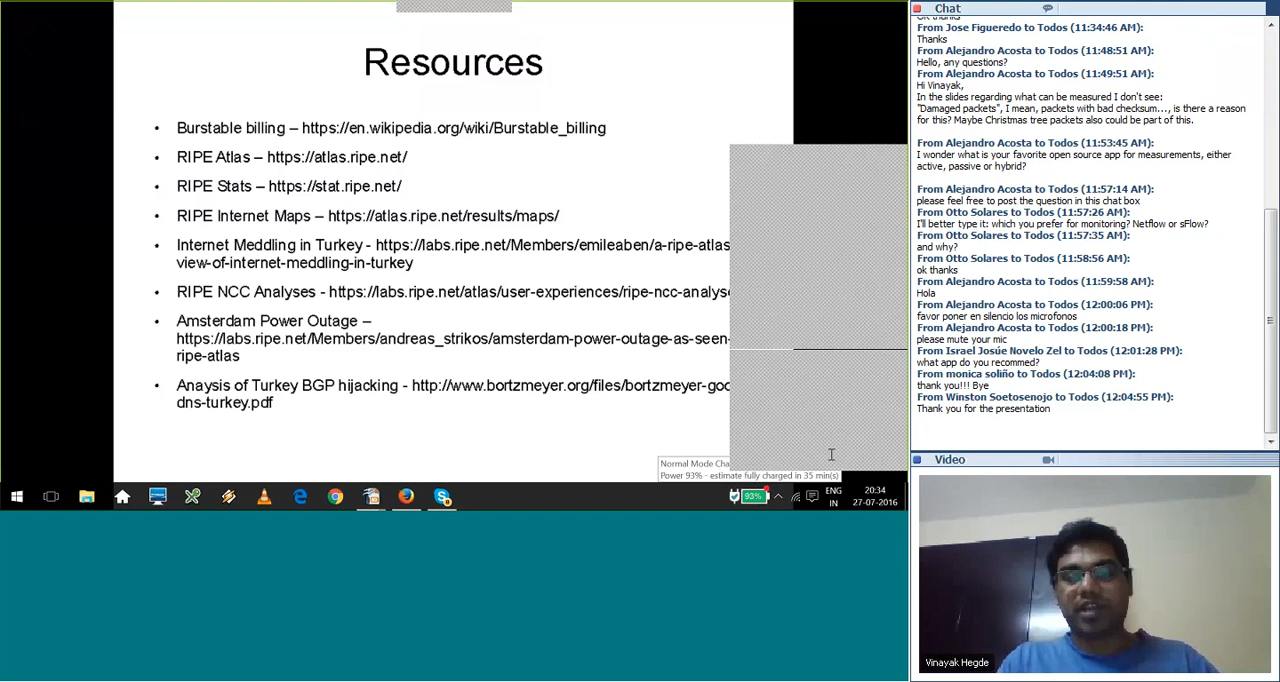 Resources
• Burstable billing – https://en.wikipedia.org/wiki/Burstable_billing
• RIPE Atlas – https://atlas.ripe.net/
• RIPE Stats – https://stat.ripe.net/
• RIPE Internet Maps – https://atlas.ripe.net/results/maps/
• Internet Meddling in Turkey - https://labs.ripe.net/Members/emileaben/a-ripe-atlas
view-of-internet-meddling-in-turkey
• RIPE NCC Analyses - https://labs.ripe.net/atlas/user-experiences/ripe-ncc-analys
• Amsterdam Power Outage –
https://labs.ripe.net/Members/andreas_strikos/amsterdam-power-outage-as-seen-
ripe-atlas
• Anaysis of Turkey BGP hijacking - http://www.bortzmeyer.org/files/bortzmeyer-goo
dns-turkey.pdf
Normal Mode Cha
Power 93% - estimate fully charged in 35 min(s)
93%
ENG
IN
20:34
27-07-2016
Chat
OK thanks
From Jose Figueredo to Todos (11:34:46 AM):
Thanks
From Alejandro Acosta to Todos (11:48:51 AM):
Hello, any questions?
From Alejandro Acosta to Todos (11:49:51 AM):
Hi Vinayak,
In the slides regarding what can be measured I don't see:
"Damaged packets", I mean, packets with bad checksum..., is there a reason
for this? Maybe Christmas tree packets also could be part of this.
From Alejandro Acosta to Todos (11:53:45 AM):
I wonder what is your favorite open source app for measurements, either
active, passive or hybrid?
From Alejandro Acosta to Todos (11:57:14 AM):
please feel free to post the question in this chat box
From Otto Solares to Todos (11:57:26 AM):
I'll better type it: which you prefer for monitoring? Netflow or sFlow?
From Otto Solares to Todos (11:57:35 AM):
and why?
From Otto Solares to Todos (11:58:56 AM):
ok thanks
From Alejandro Acosta to Todos (11:59:58 AM):
Hola
From Alejandro Acosta to Todos (12:00:06 PM):
favor poner en silencio los microfonos
From Alejandro Acosta to Todos (12:00:18 PM):
please mute your mic
From Israel Josúe Novelo Zel to Todos (12:01:28 PM):
what app do you recommed?
From monica soliño to Todos (12:04:08 PM):
thank you!!! Bye
From Winston Soetosenojo to Todos (12:04:55 PM):
Thank you for the presentation
Video
Vinayak Hegde